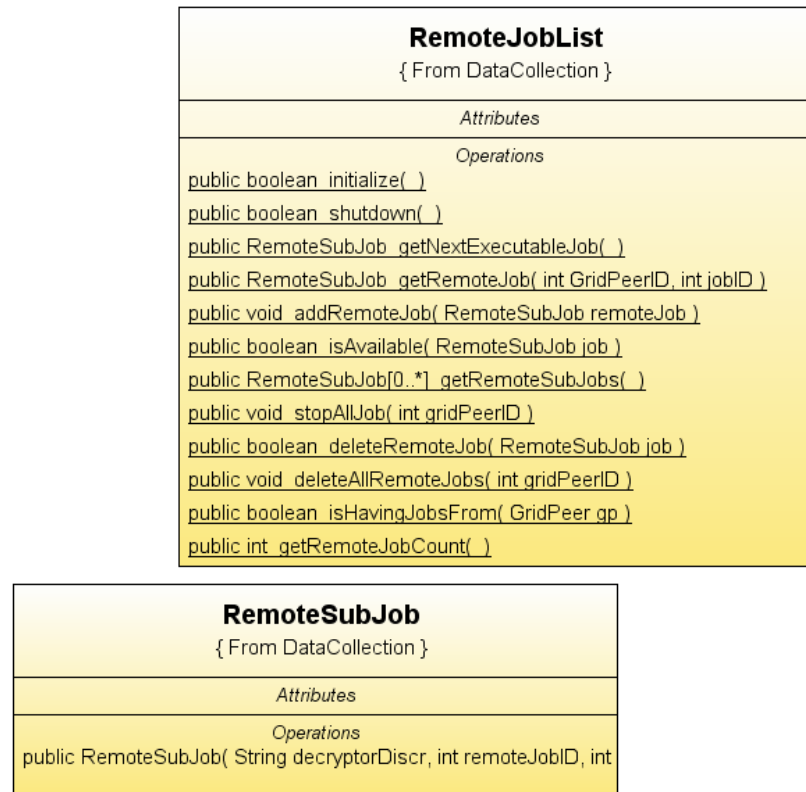 RemoteJobList
{ From DataCollection }
Attributes
Operations
public boolean initialize( )
public boolean shutdown( )
public RemoteSubJob getNextExecutableJob( )
public RemoteSubJob getRemoteJob( int GridPeerID, int jobID )
public void addRemoteJob( RemoteSubJob remoteJob )
public boolean isAvailable( RemoteSubJob job )
public RemoteSubJob[0..*] getRemoteSubJobs( )
public void stopAllJob( int gridPeerID )
public boolean deleteRemoteJob( RemoteSubJob job )
public void deleteAllRemoteJobs( int gridPeerID )
public boolean isHavingJobsFrom( GridPeer gp )
public int getRemoteJobCount( )
RemoteSubJob
{ From DataCollection }
Attributes
Operations
public RemoteSubJob( String decryptorDiscr, int remoteJobID, int